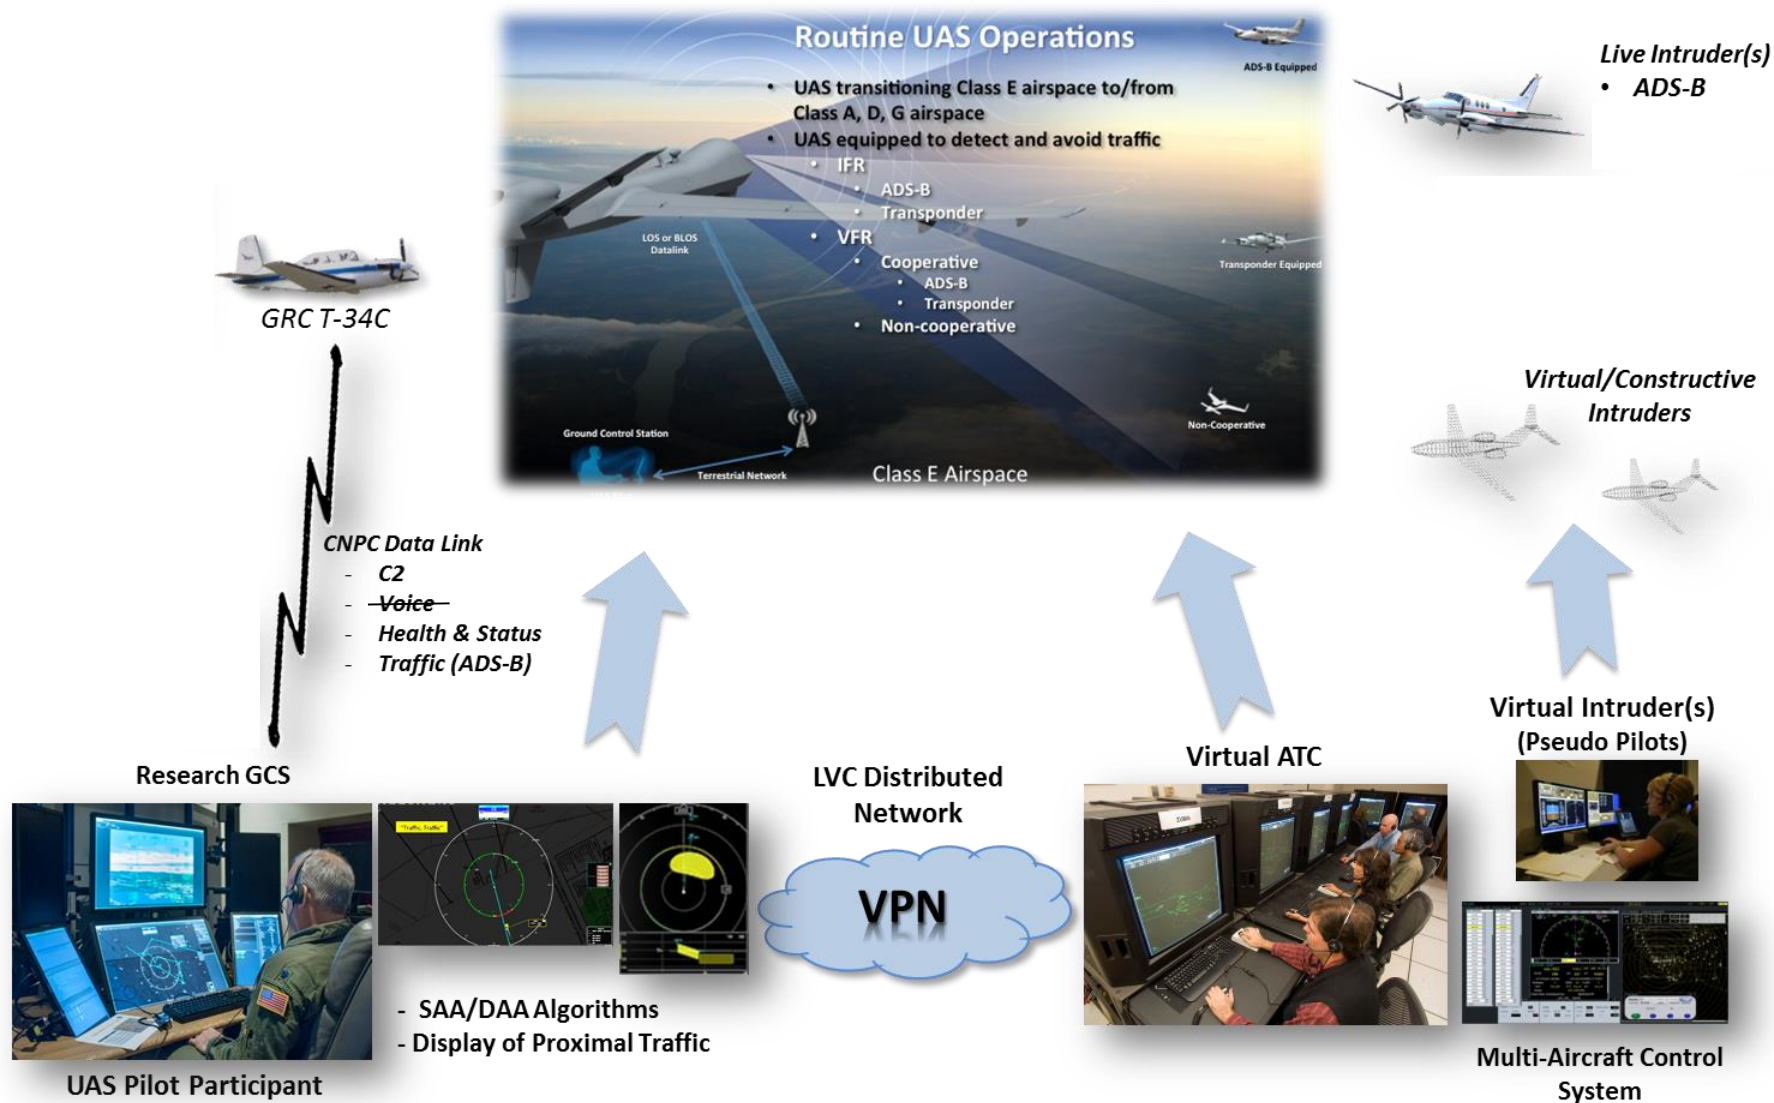 Routine UAS Operations
• UAS transitioning Class E airspace to/from
Class A, D, G airspace
• UAS equipped to detect and avoid traffic
• IFR
• ADS-B
• Transponder
• VFR
• Cooperative
• ADS-B
• Transponder
• Non-cooperative
ADS-B Equipped
LOS or BLOS
Datalink
Transponder Equipped
Non-Cooperative
Ground Control Station
Terrestrial Network
Class E Airspace
Live Intruder(s)
• ADS-B
GRC T-34C
Virtual/Constructive
Intruders
CNPC Data Link
- C2
- Voice
- Health & Status
- Traffic (ADS-B)
Research GCS
LVC Distributed
Network
VPN
Virtual ATC
Virtual Intruder(s)
(Pseudo Pilots)
"Traffic, Traffic"
- SAA/DAA Algorithms
- Display of Proximal Traffic
UAS Pilot Participant
Multi-Aircraft Control
System